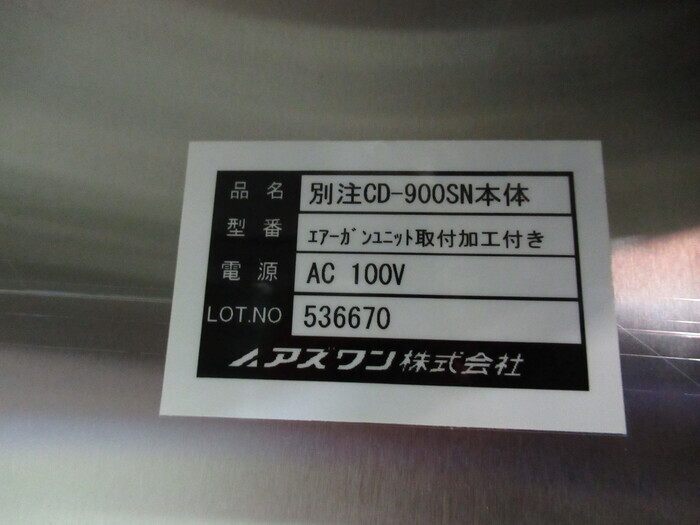 品名 別注CD-900SN本体
型番 ｴｱｰｶﾞﾝﾕﾆｯﾄ取付加工付き
電源 AC 100V
LOT.NO 536670
アズワン株式会社